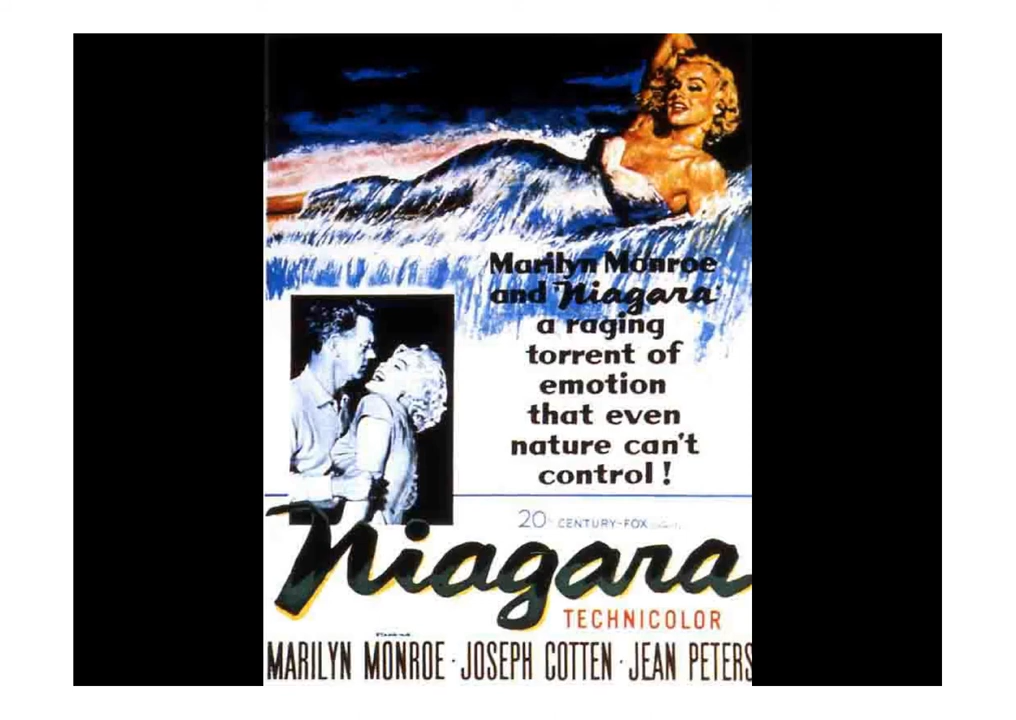 Marilyn Monroe
and "Niagara"
a raging
torrent of
emotion
that even
nature can't
control!
20th CENTURY-FOX
Niagara
TECHNICOLOR
MARILYN MONROE · JOSEPH COTTEN · JEAN PETERS